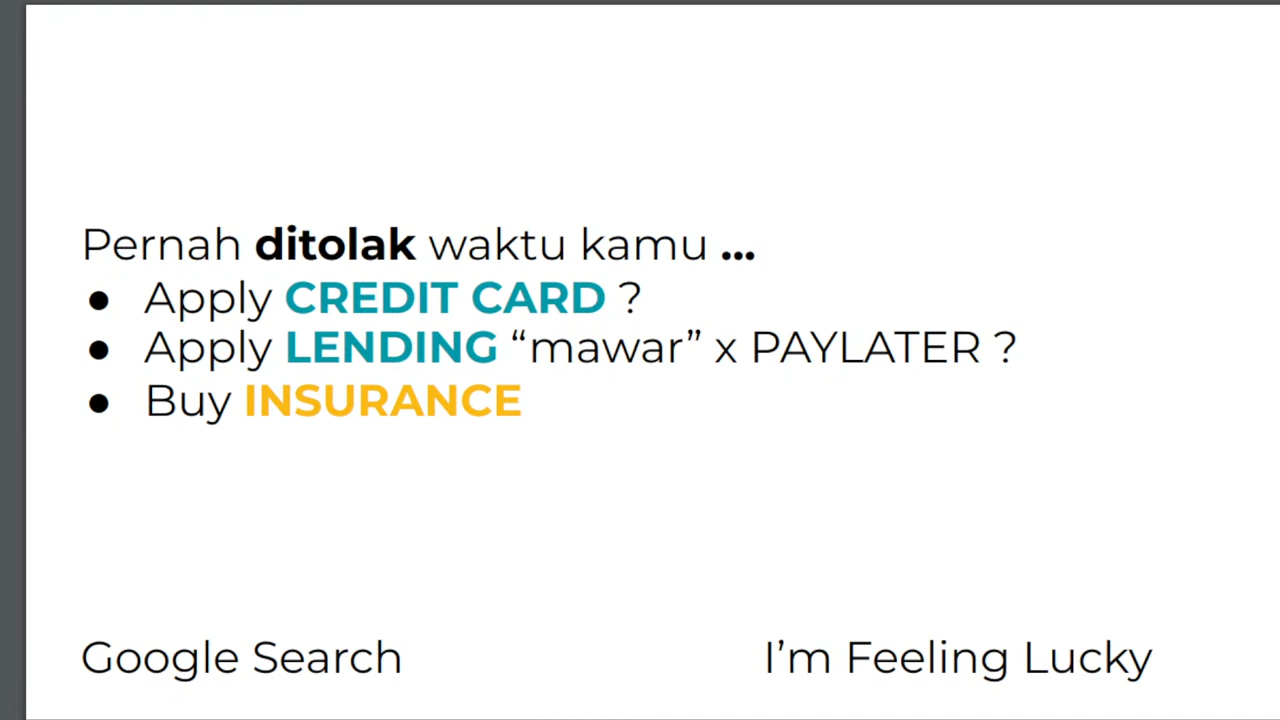 Pernah ditolak waktu kamu ...
● Apply CREDIT CARD ?
● Apply LENDING “mawar” x PAYLATER ?
● Buy INSURANCE
Google Search I’m Feeling Lucky